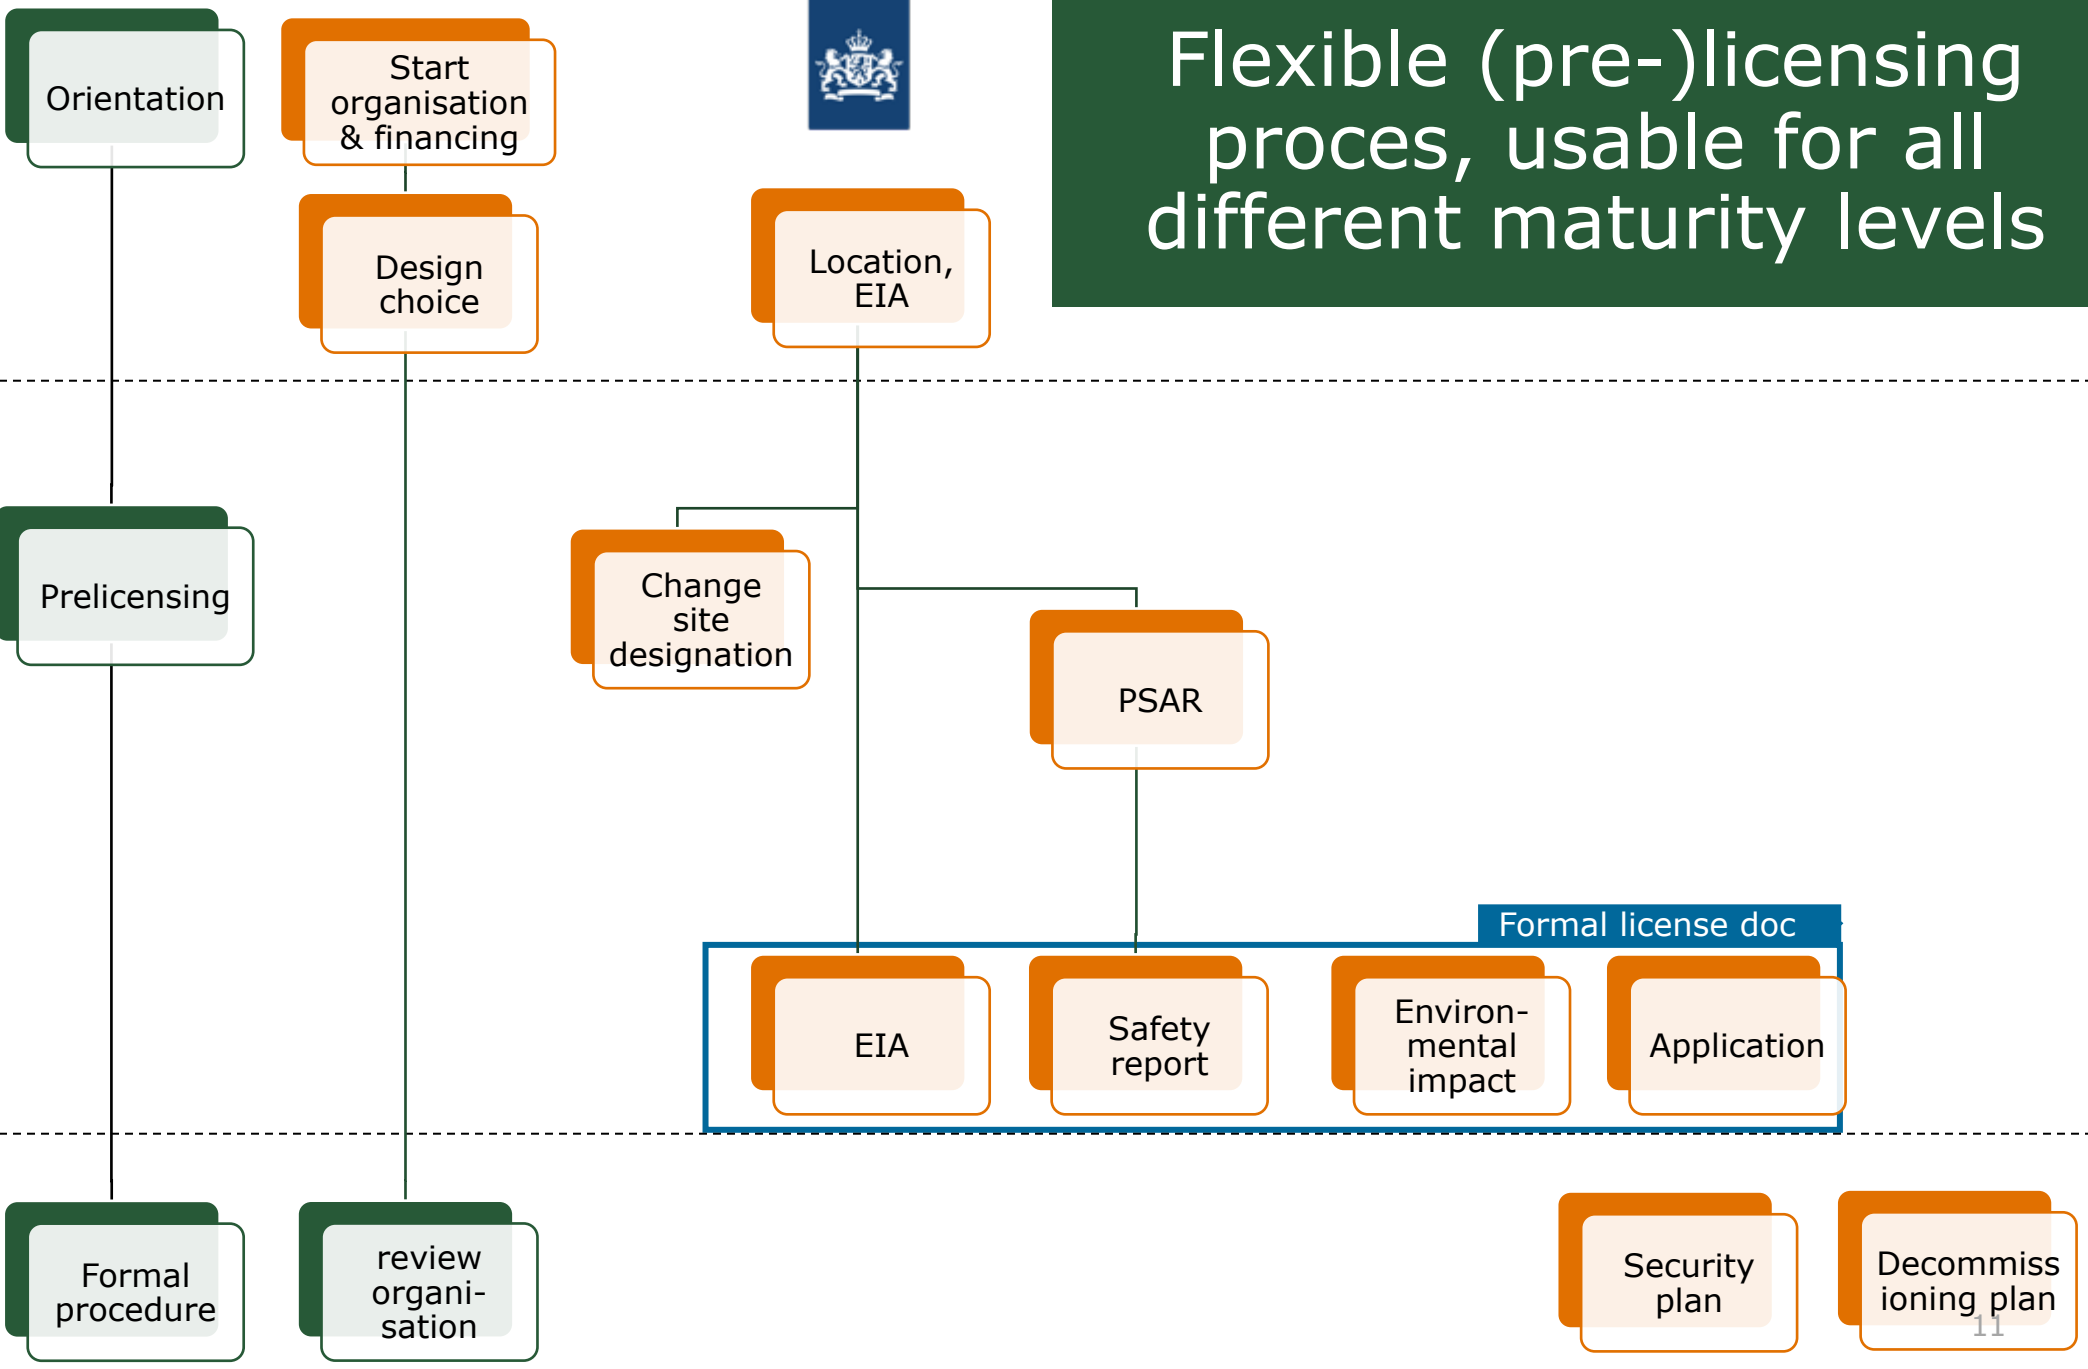 Flexible (pre-)licensing
proces, usable for all
different maturity levels
Orientation
Start
organisation
& financing
Design
choice
Location,
EIA
Prelicensing
Change
site
designation
PSAR
Formal license doc
EIA
Safety
report
Environ-
mental
impact
Application
Formal
procedure
review
organi-
sation
Security
plan
Decommiss
ioning plan
11